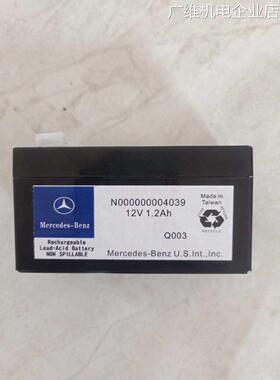 广维机电企业店
N000000004039
12V 1.2Ah
Made in
Taiwan
Mercedes-Benz
Rechargeable
Lead-Acid Battery
NON SPILLABLE
RECYCLE
Q003
Mercedes-Benz U.S.Int.,Inc.